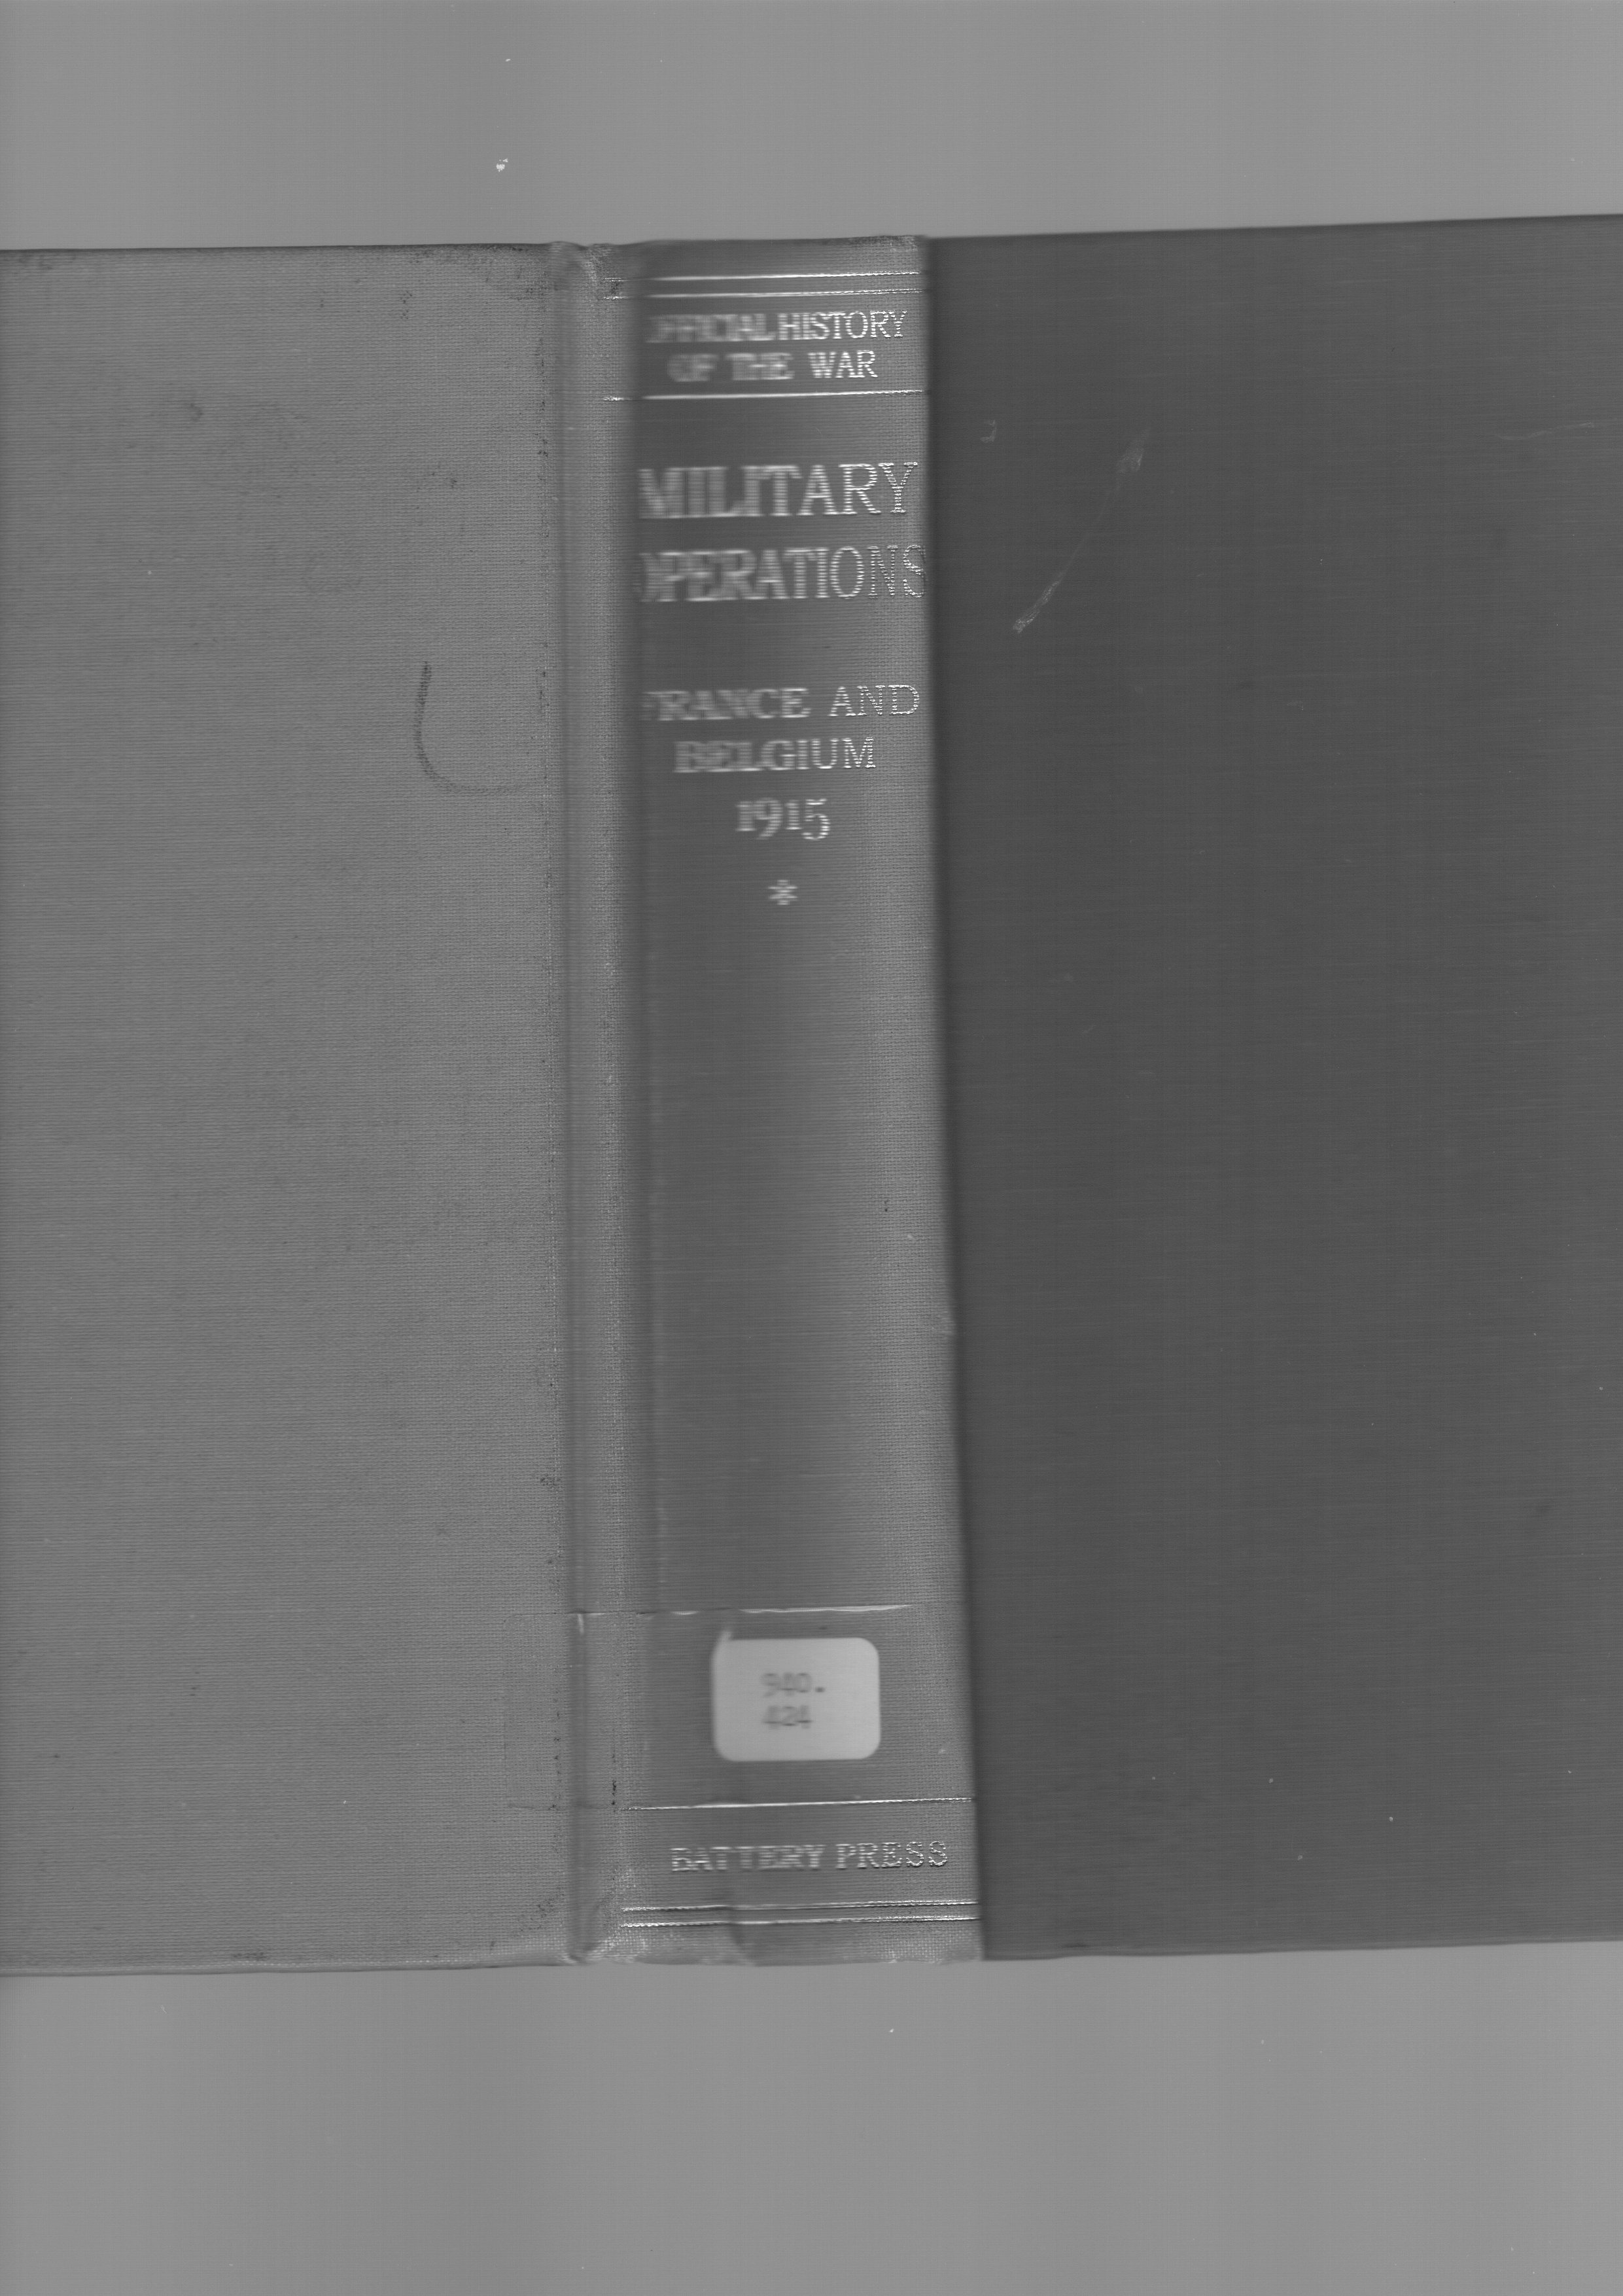 OFFICIAL HISTORY
OF THE WAR
MILITARY
OPERATIONS
FRANCE AND
BELGIUM
1915
*
940.
424
BATTERY PRESS